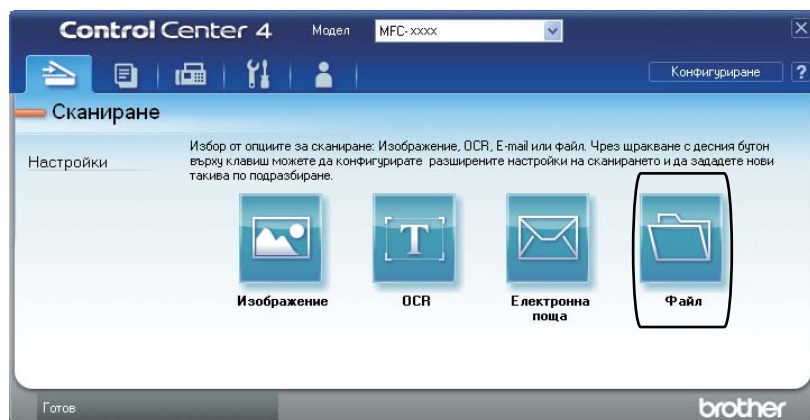 Control Center 4 Модел MFC-xxxx
Конфигуриране ?
Сканиране
Избор от опциите за сканиране: Изображение, OCR, E-mail или файл. Чрез щракване с десния бутон
Настройки
върху клавиш можете да конфигурирате разширените настройки на сканирането и да зададете нови
такива по подразбиране.
T
Изображение OCR Електронна Файл
поща
Готов brother